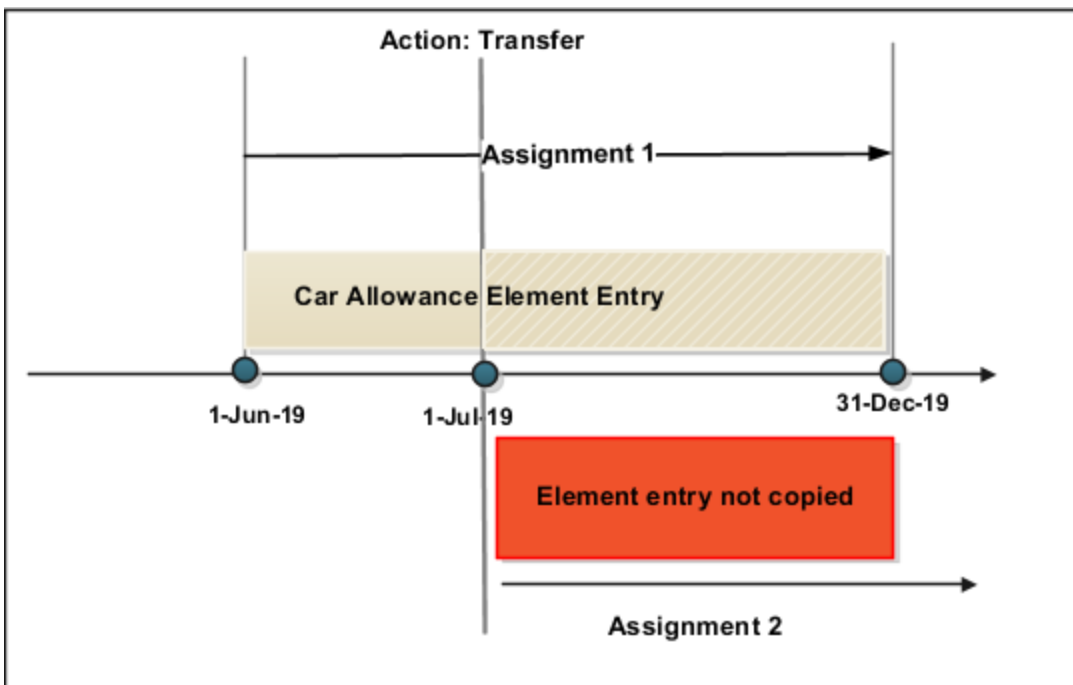 Action: Transfer
Assignment 1
Car Allowance Element Entry
1-Jun-19
1-Jul-19
31-Dec-19
Element entry not copied
Assignment 2